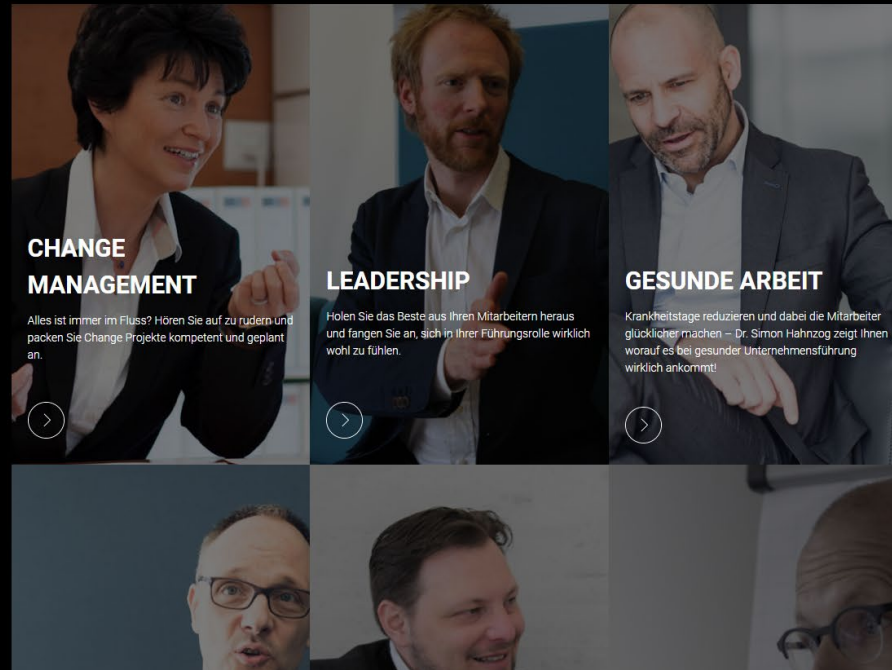 CHANGE
MANAGEMENT
Alles ist immer im Fluss? Hören Sie auf zu rudern und
packen Sie Change Projekte kompetent und geplant
an.
LEADERSHIP
Holen Sie das Beste aus Ihren Mitarbeitern heraus
und fangen Sie an, sich in Ihrer Führungsrolle wirklich
wohl zu fühlen.
GESUNDE ARBEIT
Krankheitstage reduzieren und dabei die Mitarbeiter
glücklicher machen – Dr. Simon Hahnzog zeigt Ihnen
worauf es bei gesunder Unternehmensführung
wirklich ankommt!